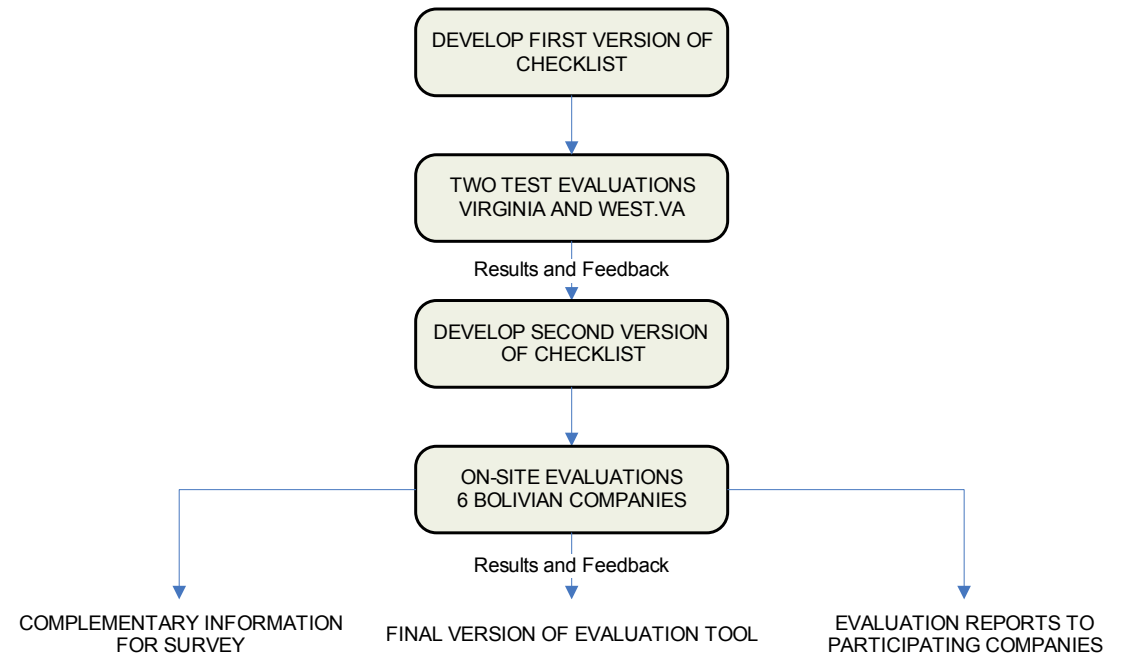 DEVELOP FIRST VERSION OF
CHECKLIST
TWO TEST EVALUATIONS
VIRGINIA AND WEST.VA
Results and Feedback
DEVELOP SECOND VERSION
OF CHECKLIST
ON-SITE EVALUATIONS
6 BOLIVIAN COMPANIES
Results and Feedback
COMPLEMENTARY INFORMATION
FOR SURVEY
FINAL VERSION OF EVALUATION TOOL
EVALUATION REPORTS TO
PARTICIPATING COMPANIES